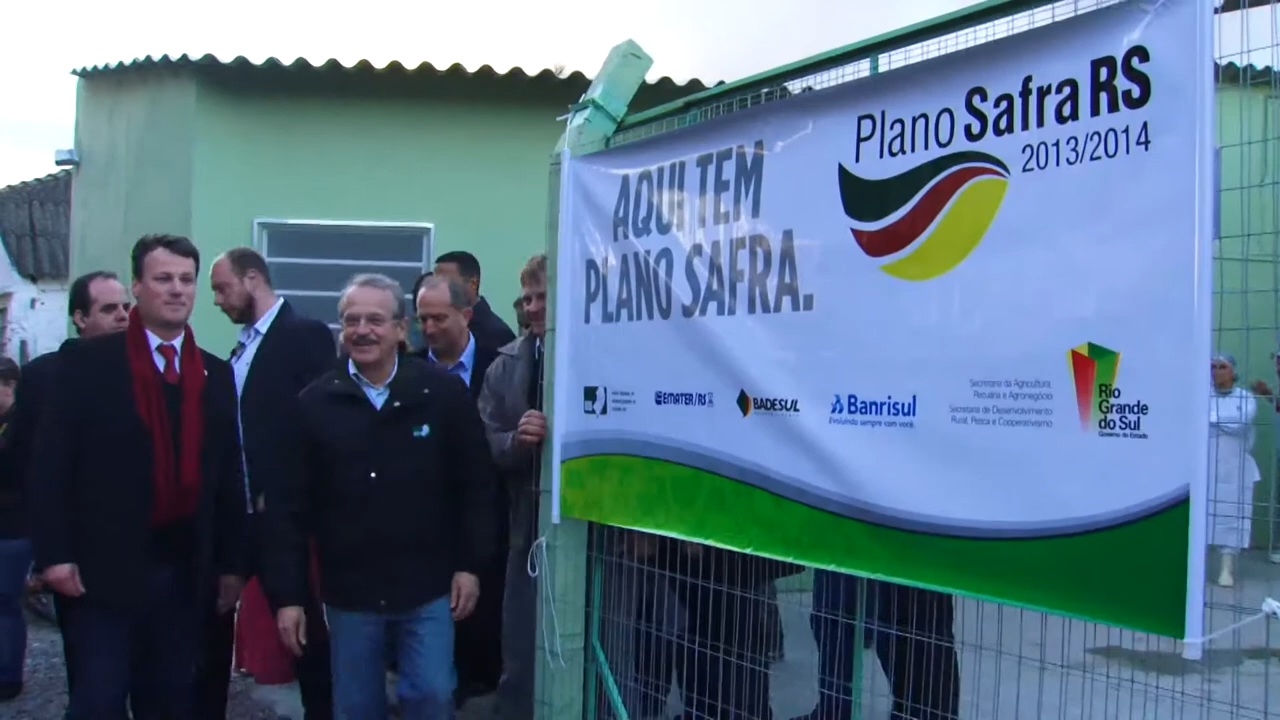 Plano Safra RS
2013/2014
AQUI TEM
PLANO SAFRA.
EMATER/RS
BADESUL
Banrisul
Evoluindo sempre com você.
Secretaria da Agricultura,
Pecuária e Agronegócio
Secretaria de Desenvolvimento
Rural, Pesca e Cooperativismo
Rio
Grande
do Sul
Governo do Estado